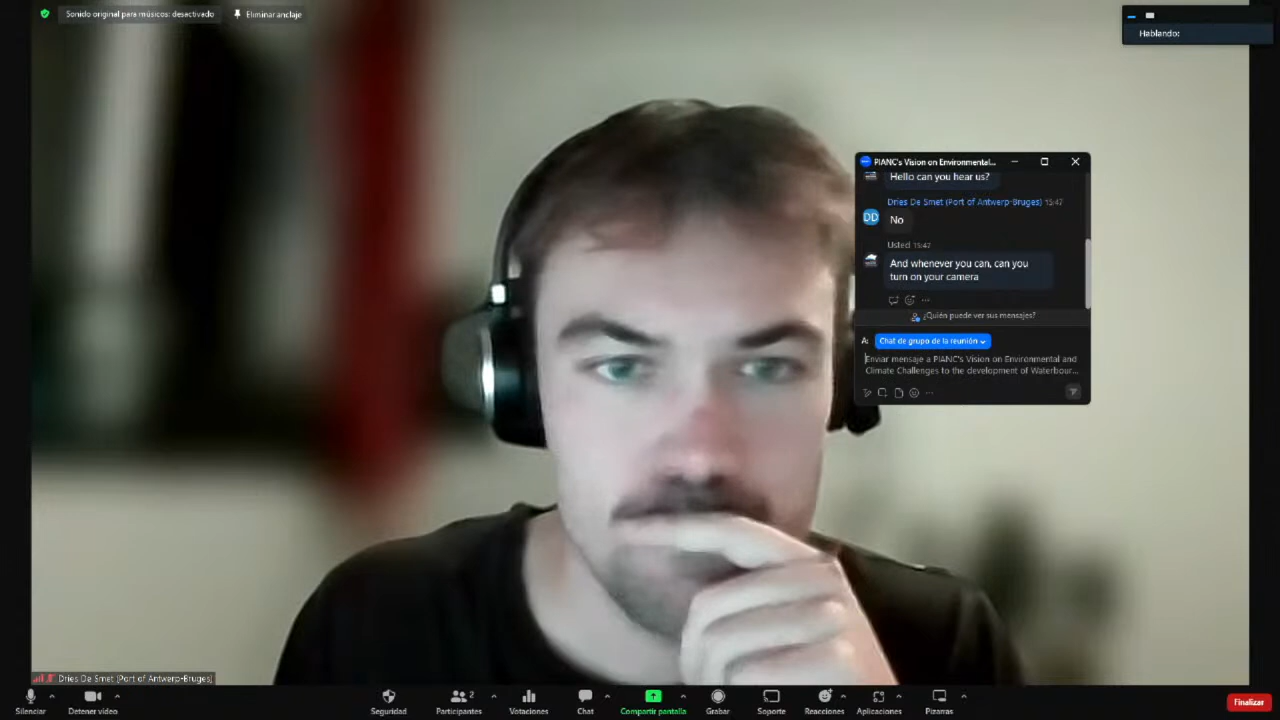 Sonido original para músicos: desactivado
Eliminar anclaje
Hablando:
PIANC's Vision on Environmental...
Hello can you hear us?
Dries De Smet (Port of Antwerp-Bruges) 15:47
DD
No
Usted 15:47
And whenever you can, can you
turn on your camera
¿Quién puede ver sus mensajes?
A:
Chat de grupo de la reunión
Enviar mensaje a PIANC's Vision on Environmental and
Climate Challenges to the development of Waterbour...
Dries De Smet (Port of Antwerp-Bruges)
Silenciar
Detener video
Seguridad
Participantes
2
Votaciones
Chat
Compartir pantalla
Grabar
Soporte
Reacciones
Aplicaciones
Pizarras
Finalizar